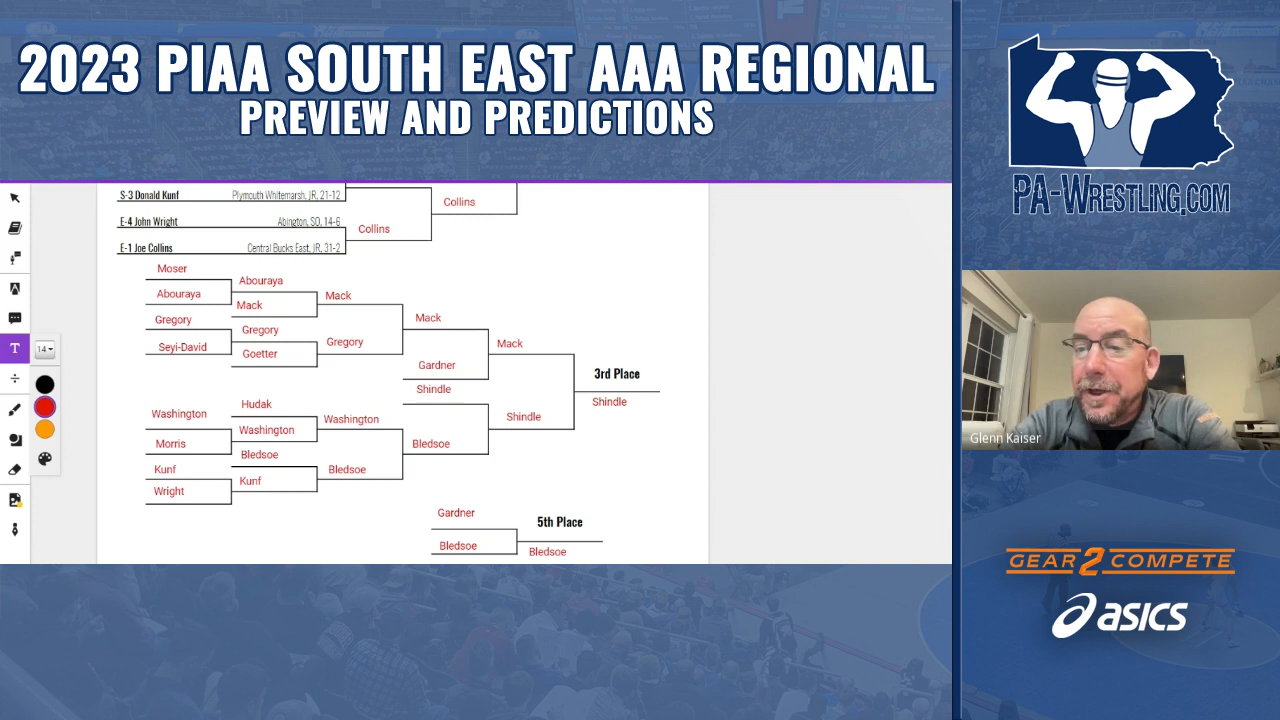 2023 PIAA SOUTH EAST AAA REGIONAL
PREVIEW AND PREDICTIONS
S-3 Donald Kunf Plymouth Whitemarsh, JR, 21-12
Collins
E-4 John Wright Abington, SO, 14-6
Collins
E-1 Joe Collins Central Bucks East, JR, 31-2
Moser
Abouraya
Abouraya
Mack
Mack
Gregory
Gregory
Seyi-David
Goetter
Gregory
Mack
Gardner
Mack
Shindle
3rd Place
Shindle
Shindle
Hudak
Washington
Washington
Washington
Morris
Bledsoe
Bledsoe
Kunf
Kunf
Bledsoe
Wright
Gardner
5th Place
Bledsoe
Bledsoe
T
14
PA-WRESTLING.COM
Glenn Kaiser
GEAR 2 COMPETE
asics